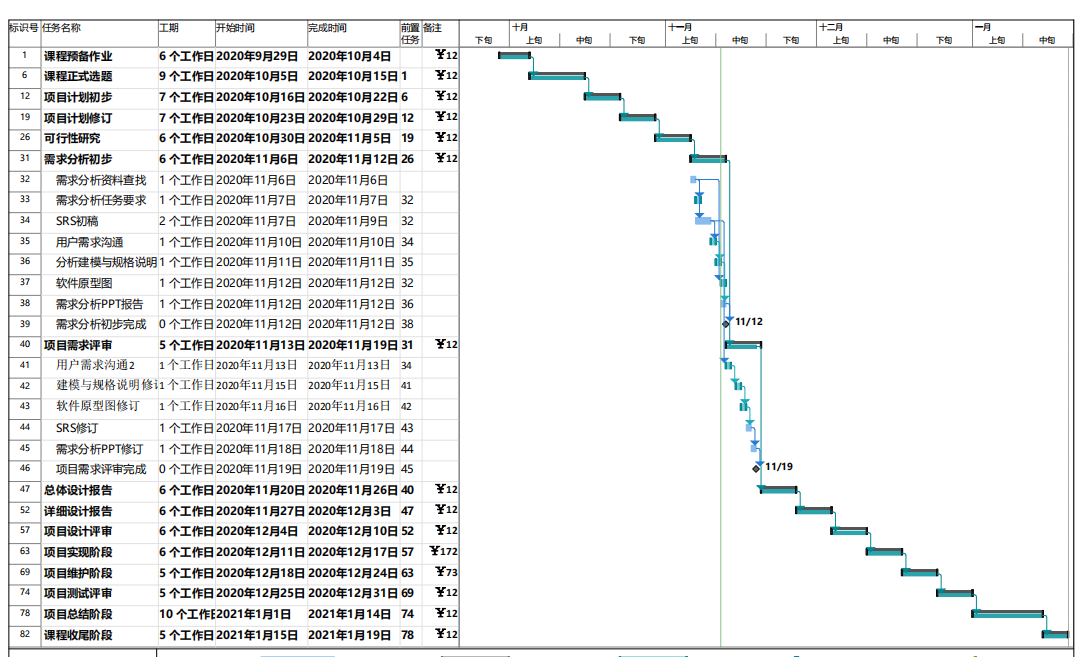 标识号 任务名称 工期 开始时间 完成时间 前置任务 备注 十月 十一月 十二月 一月
下旬 上旬 中旬 下旬 上旬 中旬 下旬 上旬 中旬 下旬 上旬 中旬
1 课程预备作业 6 个工作日 2020年9月29日 2020年10月4日 ¥12
6 课程正式选题 9 个工作日 2020年10月5日 2020年10月15日 1 ¥12
12 项目计划初步 7 个工作日 2020年10月16日 2020年10月22日 6 ¥12
19 项目计划修订 7 个工作日 2020年10月23日 2020年10月29日 12 ¥12
26 可行性研究 6 个工作日 2020年10月30日 2020年11月5日 19 ¥12
31 需求分析初步 6 个工作日 2020年11月6日 2020年11月12日 26 ¥12
32 需求分析资料查找 1 个工作日 2020年11月6日 2020年11月6日
33 需求分析任务要求 1 个工作日 2020年11月7日 2020年11月7日 32
34 SRS初稿 2 个工作日 2020年11月7日 2020年11月9日 32
35 用户需求沟通 1 个工作日 2020年11月10日 2020年11月10日 34
36 分析建模与规格说明 1 个工作日 2020年11月11日 2020年11月11日 35
37 软件原型图 1 个工作日 2020年11月12日 2020年11月12日 32
38 需求分析PPT报告 1 个工作日 2020年11月12日 2020年11月12日 36
39 需求分析初步完成 0 个工作日 2020年11月12日 2020年11月12日 38 11/12
40 项目需求评审 5 个工作日 2020年11月13日 2020年11月19日 31 ¥12
41 用户需求沟通2 1 个工作日 2020年11月13日 2020年11月13日 34
42 建模与规格说明修订 1 个工作日 2020年11月15日 2020年11月15日 41
43 软件原型图修订 1 个工作日 2020年11月16日 2020年11月16日 42
44 SRS修订 1 个工作日 2020年11月17日 2020年11月17日 43
45 需求分析PPT修订 1 个工作日 2020年11月18日 2020年11月18日 44
46 项目需求评审完成 0 个工作日 2020年11月19日 2020年11月19日 45 11/19
47 总体设计报告 6 个工作日 2020年11月20日 2020年11月26日 40 ¥12
52 详细设计报告 6 个工作日 2020年11月27日 2020年12月3日 47 ¥12
57 项目设计评审 6 个工作日 2020年12月4日 2020年12月10日 52 ¥12
63 项目实现阶段 6 个工作日 2020年12月11日 2020年12月17日 57 ¥172
69 项目维护阶段 5 个工作日 2020年12月18日 2020年12月24日 63 ¥73
74 项目测试评审 5 个工作日 2020年12月25日 2020年12月31日 69 ¥12
78 项目总结阶段 10 个工作日 2021年1月1日 2021年1月14日 74 ¥12
82 课程收尾阶段 5 个工作日 2021年1月15日 2021年1月19日 78 ¥12